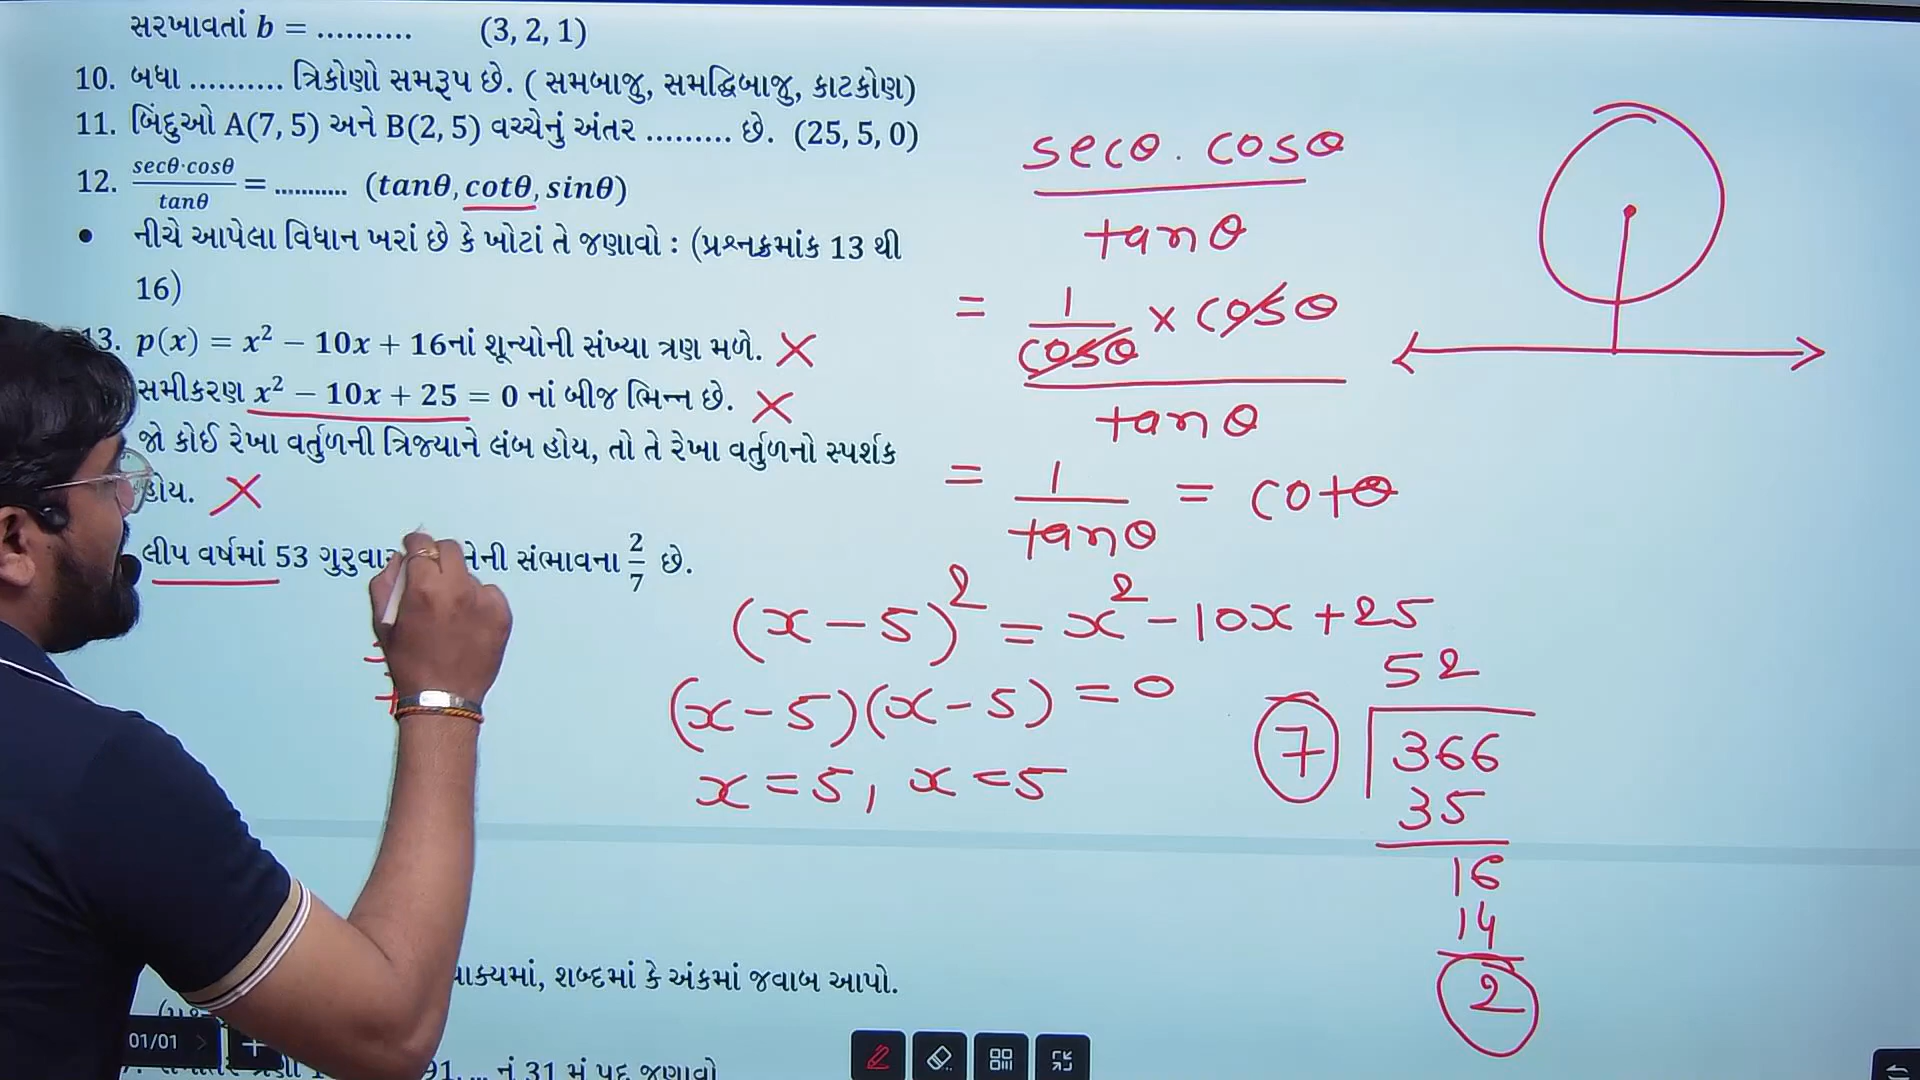 સરખાવતાં b = .......... (3, 2, 1)
10. બધા .......... ત્રિકોણો સમરૂપ છે. ( સમબાજુ, સમદ્વિબાજુ, કાટકોણ)
11. બિંદુઓ A(7, 5) અને B(2, 5) વચ્ચેનું અંતર ......... છે. (25, 5, 0)
12. secθ·cosθ/tanθ = ........... (tanθ, cotθ, sinθ)
• નીચે આપેલા વિધાન ખરાં છે કે ખોટાં તે જણાવો : (પ્રશ્નક્રમાંક 13 થી
16)
13. p(x) = x² − 10x + 16નાં શૂન્યોની સંખ્યા ત્રણ મળે. ×
સમીકરણ x² − 10x + 25 = 0 નાં બીજ ભિન્ન છે. ×
જો કોઈ રેખા વર્તુળની ત્રિજ્યાને લંબ હોય, તો તે રેખા વર્તુળનો સ્પર્શક
હોય. ×
લીપ વર્ષમાં 53 સંભાવના 2/7 છે.
secθ . cosθ
tanθ
= 1/cosθ × cosθ
tanθ
= 1/tanθ = cotθ
(x − 5)² = x² − 10x + 25
(x − 5)(x − 5) = 0
x = 5, x = 5
52
7 366
35
16
14
2
શબ્દમાં કે અંકમાં જવાબ આપો.
01/01
નું 31 મું પદ જણાવો